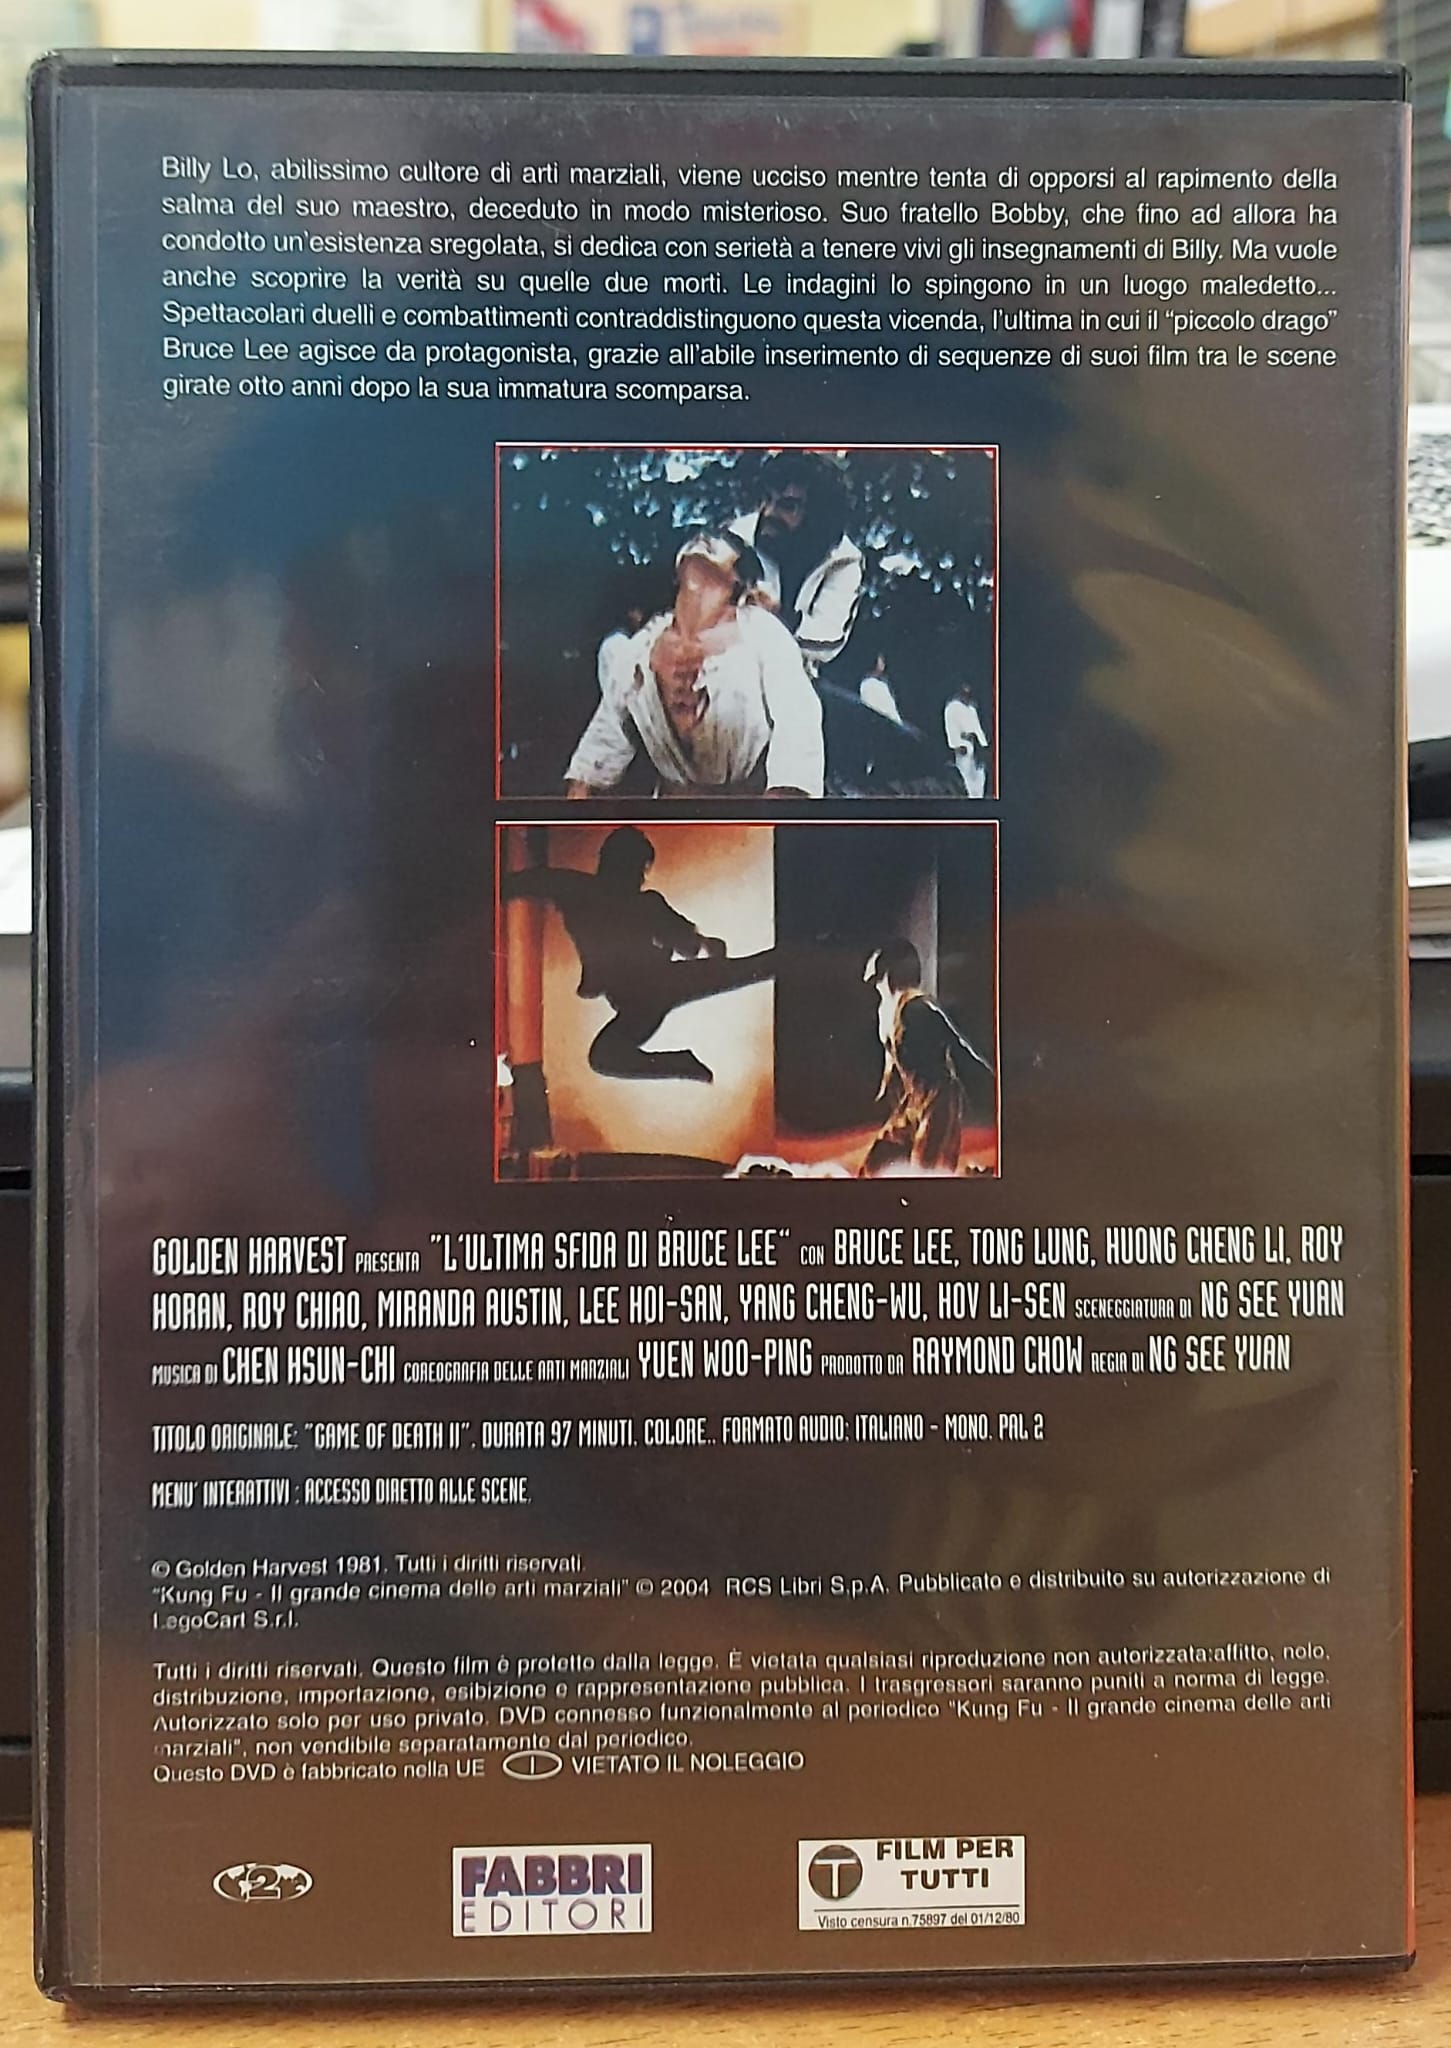 Billy Lo, abilissimo cultore di arti marziali, viene ucciso mentre tenta di opporsi al rapimento della
salma del suo maestro, deceduto in modo misterioso. Suo fratello Bobby, che fino ad allora ha
condotto un'esistenza sregolata, si dedica con serietà a tenere vivi gli insegnamenti di Billy. Ma vuole
anche scoprire la verità su quelle due morti. Le indagini lo spingono in un luogo maledetto...
Spettacolari duelli e combattimenti contraddistinguono questa vicenda, l'ultima in cui il “piccolo drago”
Bruce Lee agisce da protagonista, grazie all'abile inserimento di sequenze di suoi film tra le scene
girate otto anni dopo la sua immatura scomparsa.
GOLDEN HARVEST PRESENTA "L'ULTIMA SFIDA DI BRUCE LEE" CON BRUCE LEE, TONG LUNG, HUONG CHENG LI, ROY
HORAN, ROY CHIAO, MIRANDA AUSTIN, LEE HOI-SAN, YANG CHENG-WU, HOV LI-SEN SCENEGGIATURA DI NG SEE YUAN
MUSICA DI CHEN HSUN-CHI COREOGRAFIA DELLE ARTI MARZIALI YUEN WOO-PING PRODOTTO DA RAYMOND CHOW REGIA DI NG SEE YUAN
TITOLO ORIGINALE: "GAME OF DEATH II". DURATA 97 MINUTI. COLORE.. FORMATO AUDIO: ITALIANO - MONO. PAL 2
MENU' INTERATTIVI : ACCESSO DIRETTO ALLE SCENE.
© Golden Harvest 1981. Tutti i diritti riservati.
"Kung Fu - Il grande cinema delle arti marziali" © 2004 RCS Libri S.p.A. Pubblicato e distribuito su autorizzazione di
LegoCart S.r.l.
Tutti i diritti riservati. Questo film è protetto dalla legge. È vietata qualsiasi riproduzione non autorizzata:affitto, nolo,
distribuzione, importazione, esibizione e rappresentazione pubblica. I trasgressori saranno puniti a norma di legge.
Autorizzato solo per uso privato. DVD connesso funzionalmente al periodico "Kung Fu - Il grande cinema delle arti
marziali", non vendibile separatamente dal periodico.
Questo DVD è fabbricato nella UE I VIETATO IL NOLEGGIO
2
FABBRI
EDITORI
T FILM PER
TUTTI
Visto censura n.75897 del 01/12/80